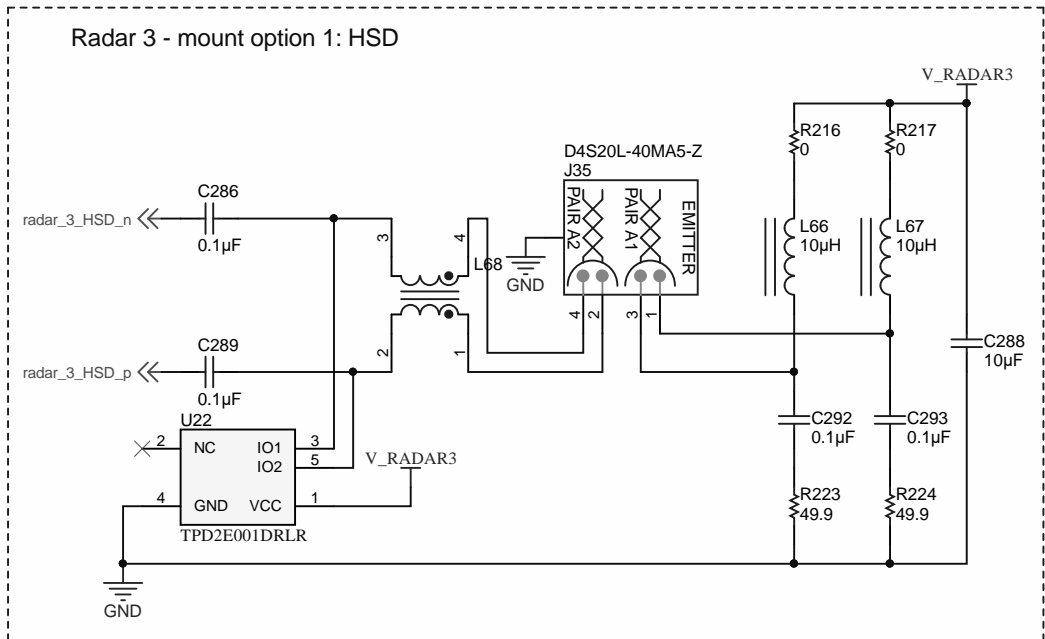 Radar 3 - mount option 1: HSD
V_RADAR3
R216
0
R217
0
D4S20L-40MA5-Z
J35
PAIR A2
PAIR A1
EMITTER
C286
0.1µF
radar_3_HSD_n
3
4
L68
GND
L66
10µH
L67
10µH
4
2
3
1
C289
0.1µF
radar_3_HSD_p
2
1
C288
10µF
C292
0.1µF
C293
0.1µF
U22
2
NC
IO1
3
IO2
5
V_RADAR3
4
GND
VCC
1
TPD2E001DRLR
R223
49.9
R224
49.9
GND